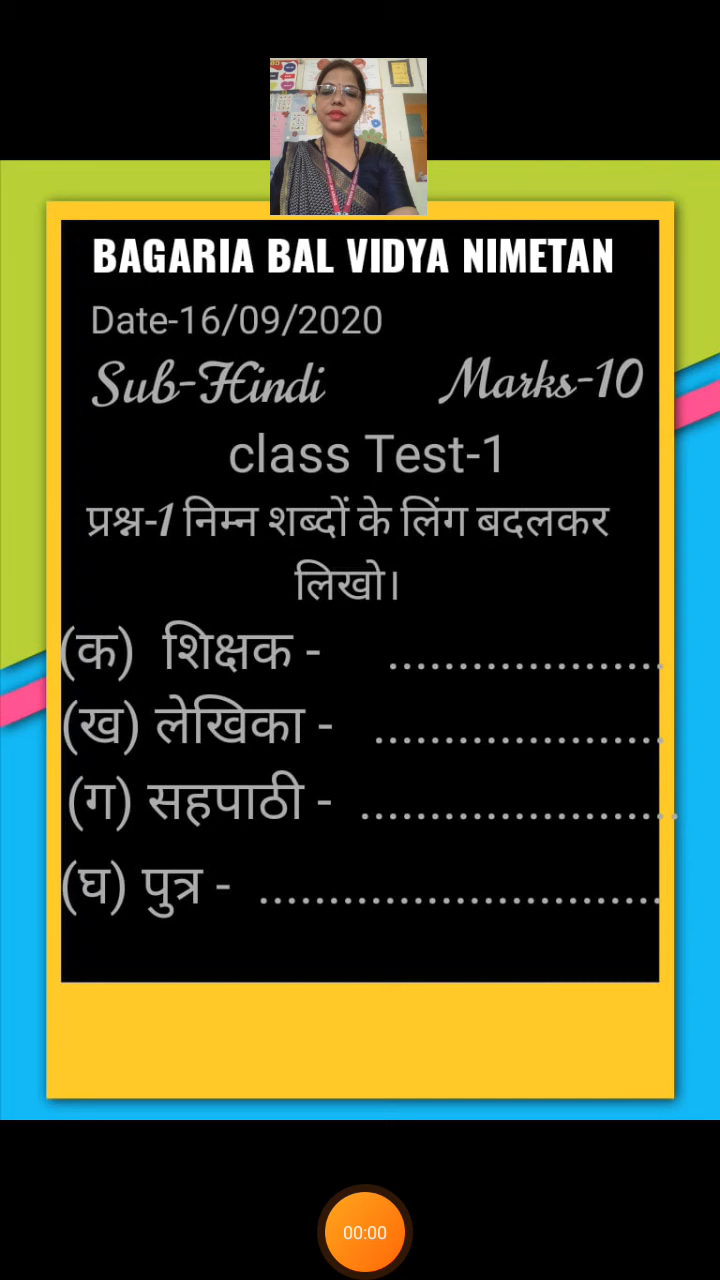 BAGARIA BAL VIDYA NIMETAN
Date-16/09/2020
Sub-Hindi Marks-10
class Test-1
प्रश्न-1 निम्न शब्दों के लिंग बदलकर
लिखो।
(क) शिक्षक - ....................
(ख) लेखिका - .....................
(ग) सहपाठी - .......................
(घ) पुत्र - .............................
00:00